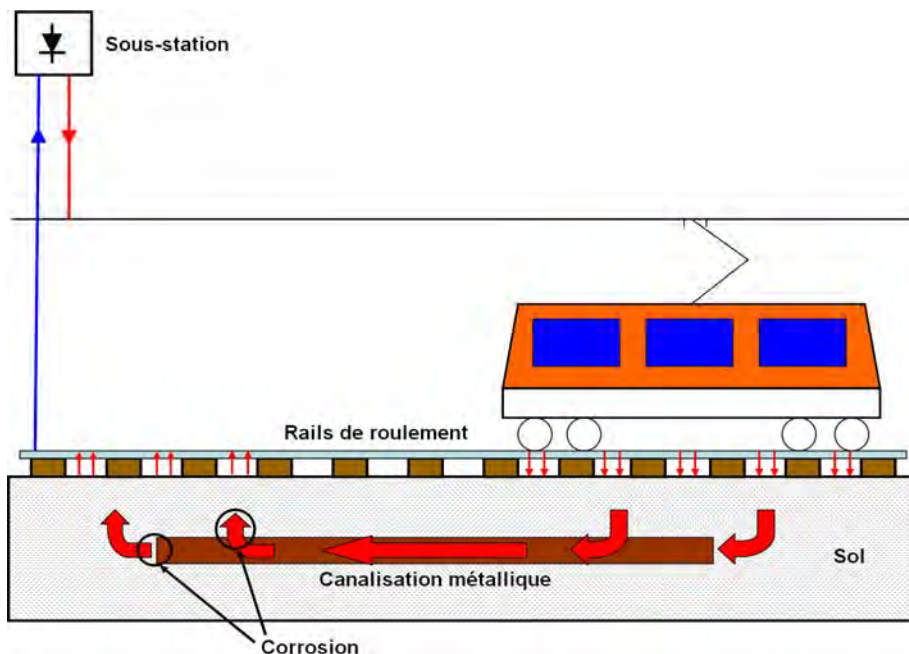 Sous-station
Rails de roulement
Canalisation métallique
Sol
Corrosion